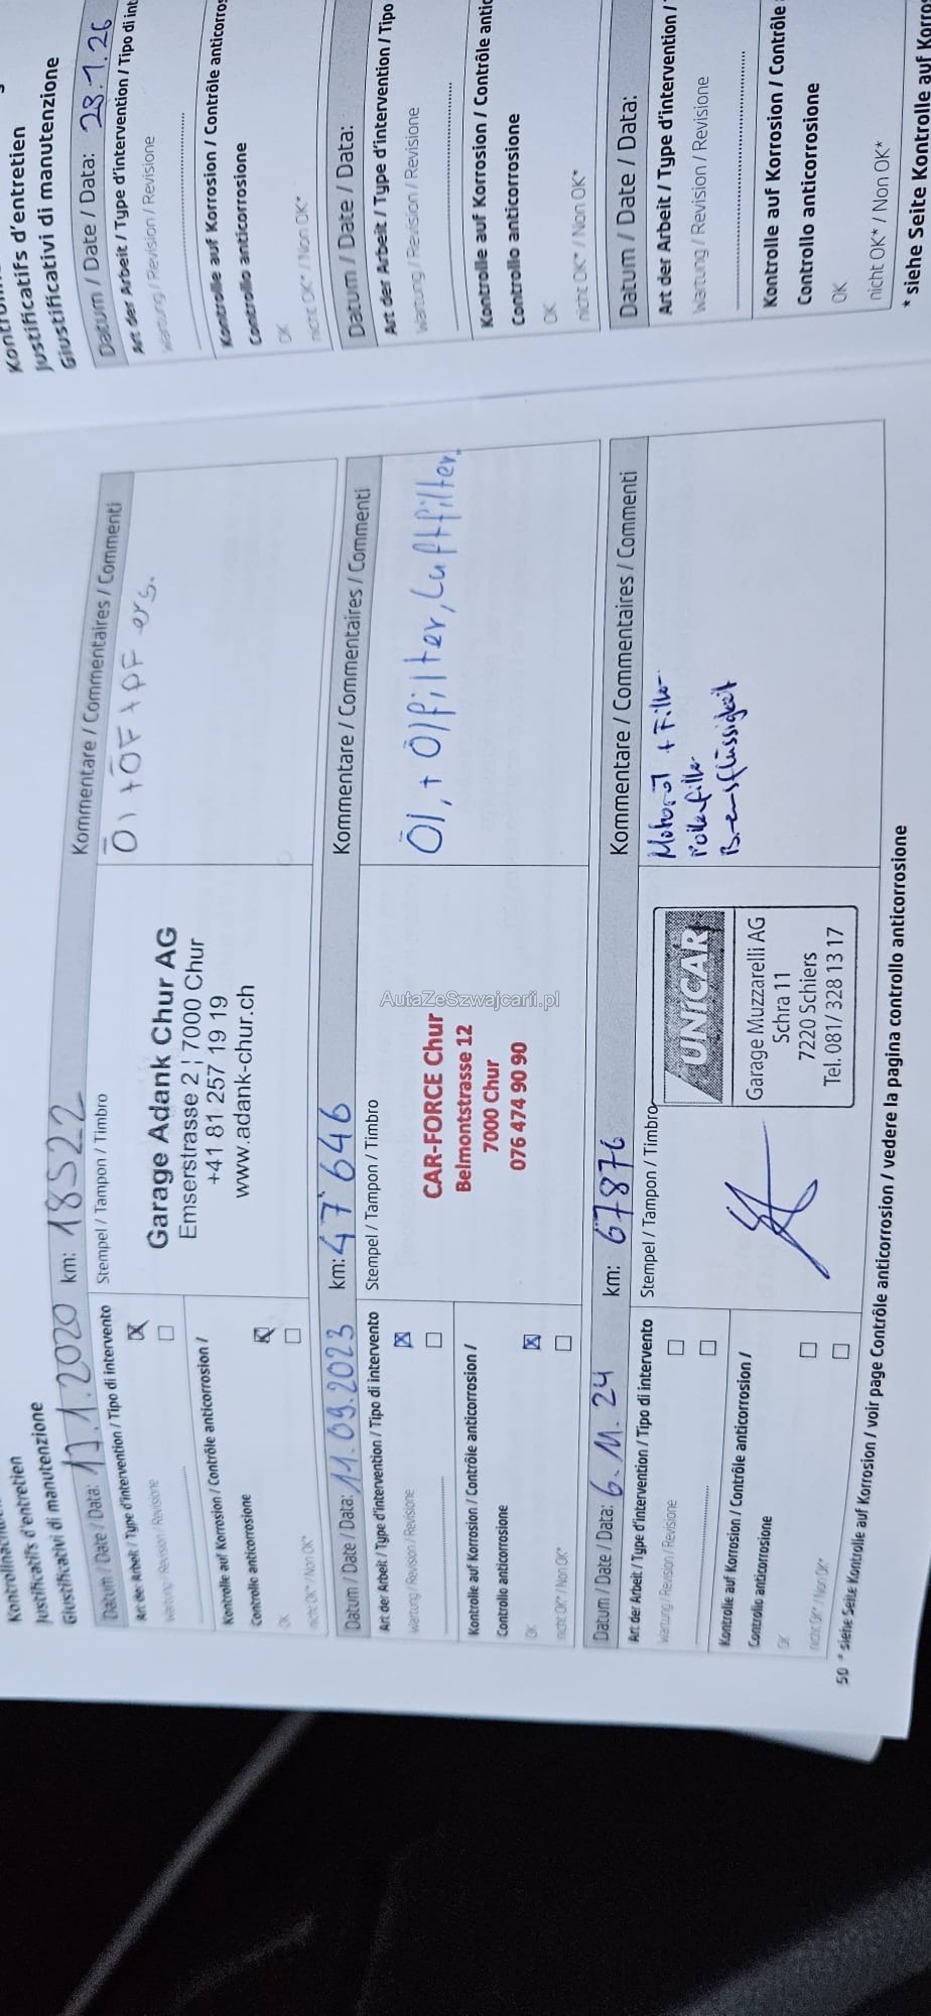 Justificatifs d'entretien
Giustificativi di manutenzione
Datum / Date / Data: 17.1.2020 km: 18522 Kommentare / Commentaires / Commenti
Art der Arbeit / Type d'intervention / Tipo di intervento
Stempel / Tampon / Timbro
Wartung / Revision / Revisione
Öl + ÖF + PF ers.
Garage Adank Chur AG
Emserstrasse 2 ¦ 7000 Chur
+41 81 257 19 19
www.adank-chur.ch
Kontrolle auf Korrosion / Contrôle anticorrosion /
Controllo anticorrosione
OK
nicht OK* / Non OK*
Datum / Date / Data: 11.09.2023 km: 47'646 Kommentare / Commentaires / Commenti
Art der Arbeit / Type d'intervention / Tipo di intervento
Stempel / Tampon / Timbro
Wartung / Revision / Revisione
Öl, + Ölfilter, Luftfilter,
CAR-FORCE Chur
Belmontstrasse 12
7000 Chur
076 474 90 90
Kontrolle auf Korrosion / Contrôle anticorrosion /
Controllo anticorrosione
OK
nicht OK* / Non OK*
Datum / Date / Data: 6.11.24 km: 67876 Kommentare / Commentaires / Commenti
Art der Arbeit / Type d'intervention / Tipo di intervento
Stempel / Tampon / Timbro
Wartung / Revision / Revisione
Motoröl + Filter
Pollenfilter
Bremsflüssigkeit
UNICAR
Garage Muzzarelli AG
Schra 11
7220 Schiers
Tel. 081/ 328 13 17
Kontrolle auf Korrosion / Contrôle anticorrosion /
Controllo anticorrosione
OK
nicht OK* / Non OK*
50 * siehe Seite Kontrolle auf Korrosion / voir page Contrôle anticorrosion / vedere la pagina controllo anticorrosione
Justificatifs d'entretien
Giustificativi di manutenzione
Datum / Date / Data: 23.1.26
Art der Arbeit / Type d'intervention / Tipo di int
Wartung / Revision / Revisione
Kontrolle auf Korrosion / Contrôle anticorros
Controllo anticorrosione
OK
nicht OK* / Non OK*
Datum / Date / Data:
Art der Arbeit / Type d'intervention / Tipo
Wartung / Revision / Revisione
Kontrolle auf Korrosion / Contrôle antic
Controllo anticorrosione
OK
nicht OK* / Non OK*
Datum / Date / Data:
Art der Arbeit / Type d'intervention /
Wartung / Revision / Revisione
Kontrolle auf Korrosion / Contrôle
Controllo anticorrosione
OK
nicht OK* / Non OK*
* siehe Seite Kontrolle auf Korros
AutaZeSzwajcarii.pl